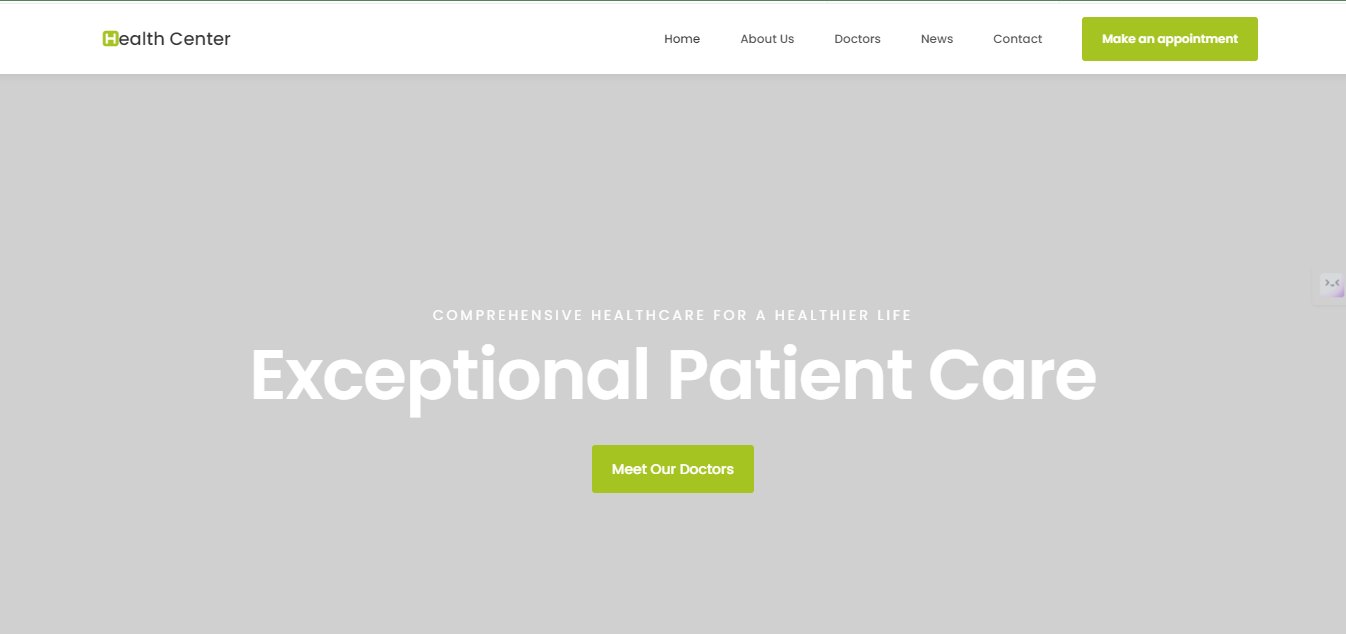 Health Center
Home About Us Doctors News Contact Make an appointment
COMPREHENSIVE HEALTHCARE FOR A HEALTHIER LIFE
Exceptional Patient Care
Meet Our Doctors